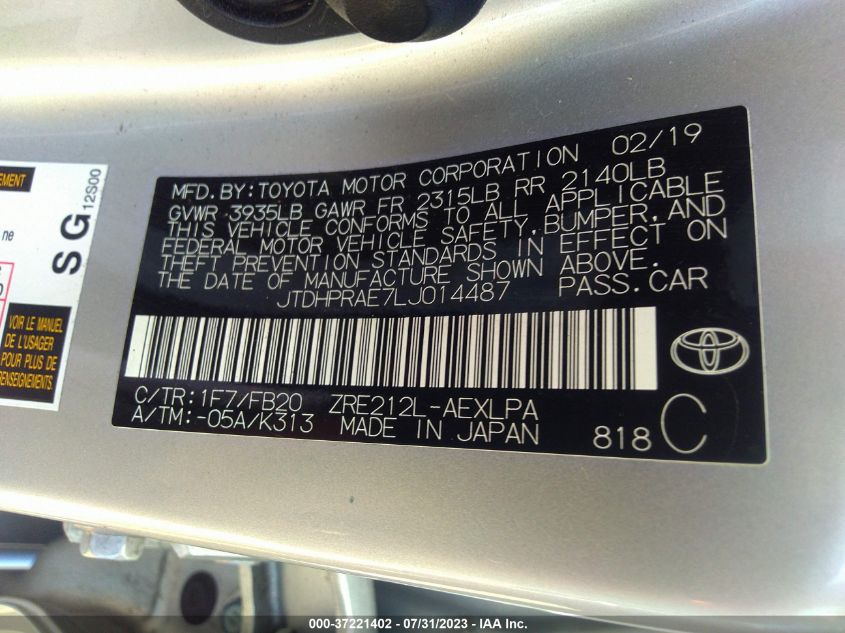 EMENT
ne
SG
12S00
VOIR LE MANUEL
DE L'USAGER
POUR PLUS DE
RENSEIGNEMENTS
MFD. BY: TOYOTA MOTOR CORPORATION 02/19
GVWR 3935LB GAWR FR 2315LB RR 2140LB
THIS VEHICLE CONFORMS TO ALL APPLICABLE
FEDERAL MOTOR VEHICLE SAFETY, BUMPER, AND
THEFT PREVENTION STANDARDS IN EFFECT ON
THE DATE OF MANUFACTURE SHOWN ABOVE.
JTDHPRAE7LJ014487 PASS. CAR
C/TR: 1F7/FB20 ZRE212L-AEXLPA
A/TM: -05A/K313 MADE IN JAPAN
818 C
000-37221402 - 07/31/2023 - © IAA Inc.